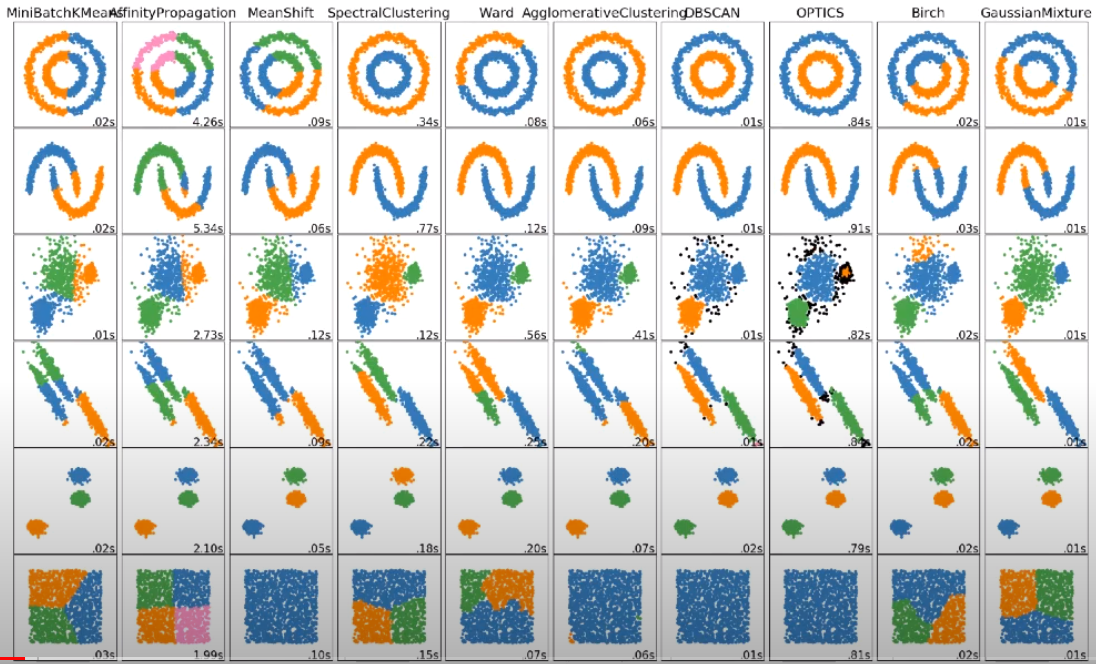 MiniBatchKMeans AffinityPropagation MeanShift SpectralClustering Ward AgglomerativeClustering DBSCAN OPTICS Birch GaussianMixture
.02s 4.26s .09s .34s .08s .06s .01s .84s .02s .01s
.02s 5.34s .06s .77s .12s .09s .01s .91s .03s .01s
.01s 2.73s .12s .12s .56s .41s .01s .82s .02s .01s
.02s 2.34s .09s .22s .25s .20s .01s .02s .01s
.02s 2.10s .05s .18s .20s .07s .02s .79s .02s .01s
.03s 1.99s .10s .15s .07s .06s .01s .81s .02s .01s